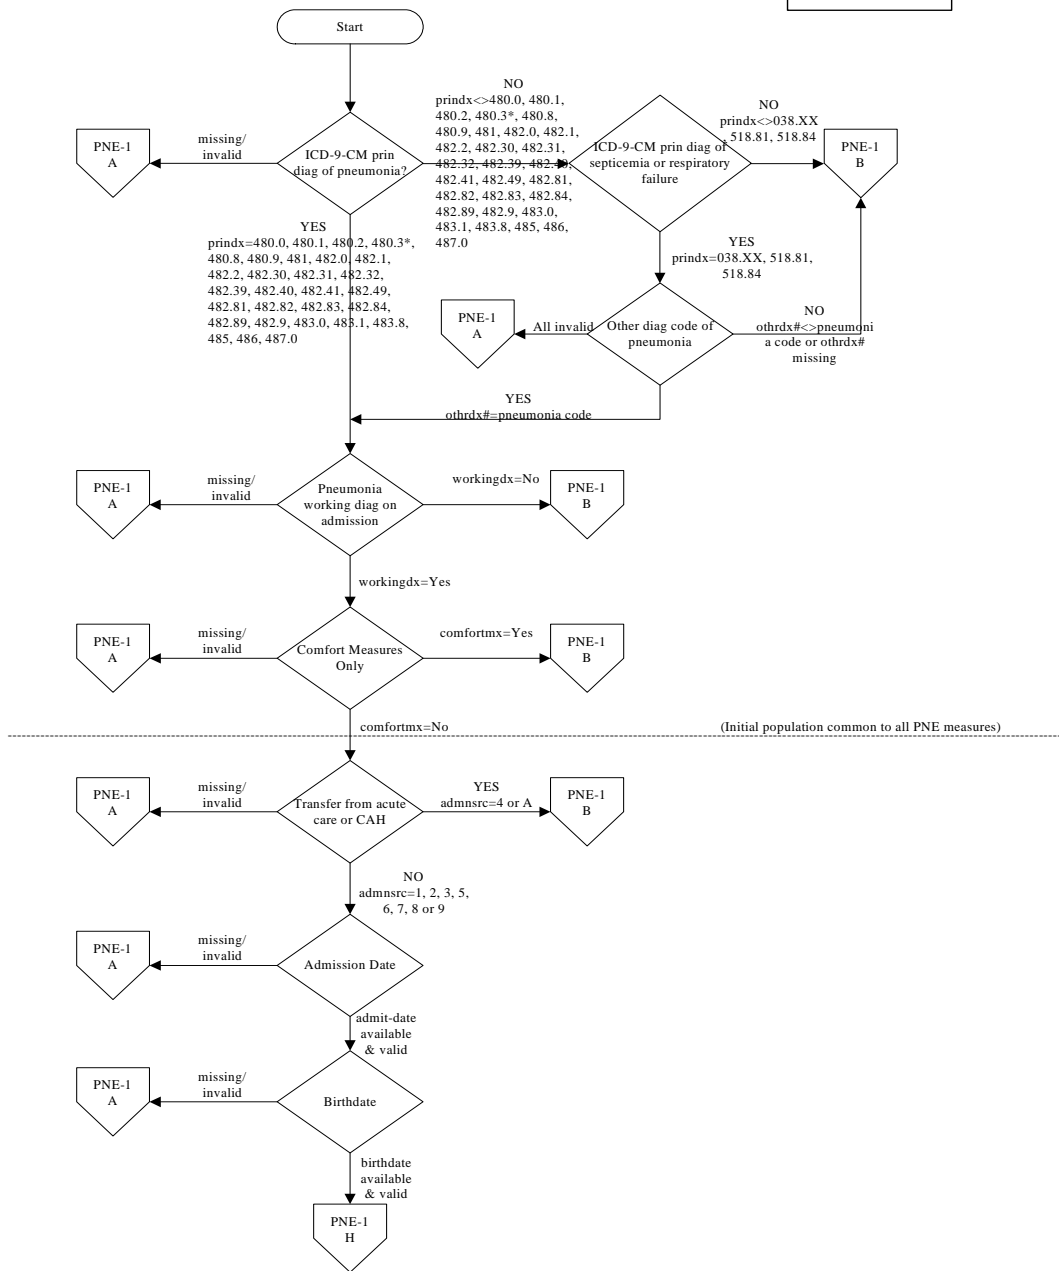 Start
NO
prindx<>480.0, 480.1,
480.2, 480.3*, 480.8,
480.9, 481, 482.0, 482.1,
482.2, 482.30, 482.31,
482.32, 482.39, 482.40,
482.41, 482.49, 482.81,
482.82, 482.83, 482.84,
482.89, 482.9, 483.0,
483.1, 483.8, 485, 486,
487.0
NO
prindx<>038.XX
, 518.81, 518.84
PNE-1
A
missing/
invalid
ICD-9-CM prin
diag of pneumonia?
ICD-9-CM prin diag of
septicemia or respiratory
failure
PNE-1
B
YES
prindx=480.0, 480.1, 480.2, 480.3*,
480.8, 480.9, 481, 482.0, 482.1,
482.2, 482.30, 482.31, 482.32,
482.39, 482.40, 482.41, 482.49,
482.81, 482.82, 482.83, 482.84,
482.89, 482.9, 483.0, 483.1, 483.8,
485, 486, 487.0
YES
prindx=038.XX, 518.81,
518.84
PNE-1
A
All invalid
Other diag code of
pneumonia
NO
othrdx#<>pneumoni
a code or othrdx#
missing
YES
othrdx#=pneumonia code
PNE-1
A
missing/
invalid
Pneumonia
working diag on
admission
workingdx=No
PNE-1
B
workingdx=Yes
PNE-1
A
missing/
invalid
Comfort Measures
Only
comfortmx=Yes
PNE-1
B
comfortmx=No
(Initial population common to all PNE measures)
PNE-1
A
missing/
invalid
Transfer from acute
care or CAH
YES
admnsrc=4 or A
PNE-1
B
NO
admnsrc=1, 2, 3, 5,
6, 7, 8 or 9
PNE-1
A
missing/
invalid
Admission Date
admit-date
available
& valid
PNE-1
A
missing/
invalid
Birthdate
birthdate
available
& valid
PNE-1
H